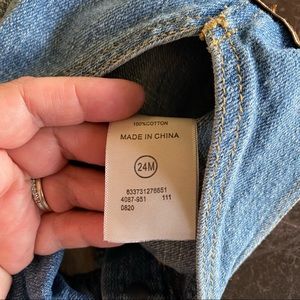 100%COTTON
MADE IN CHINA
24M
633731276651
4087-951 111
0820